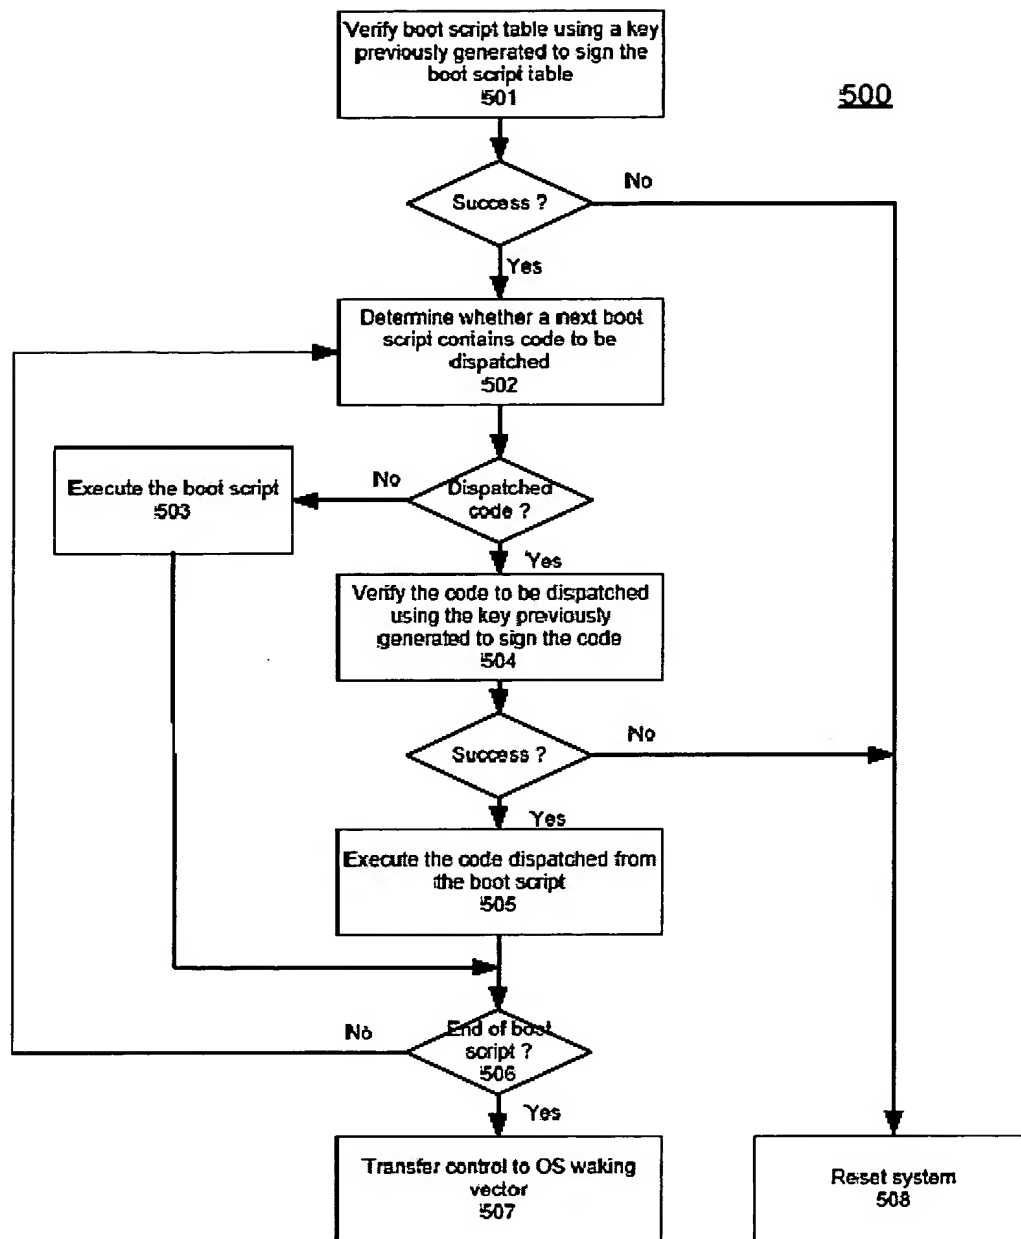 Verify boot script table using a key
previously generated to sign the
boot script table
501
500
Success ?
No
Yes
Determine whether a next boot
script contains code to be
dispatched
502
Execute the boot script
503
No
Dispatched
code ?
Yes
Verify the code to be dispatched
using the key previously
generated to sign the code
504
Success ?
No
Yes
Execute the code dispatched from
the boot script
505
No
End of boot
script ?
506
Yes
Transfer control to OS waking
vector
507
Reset system
508